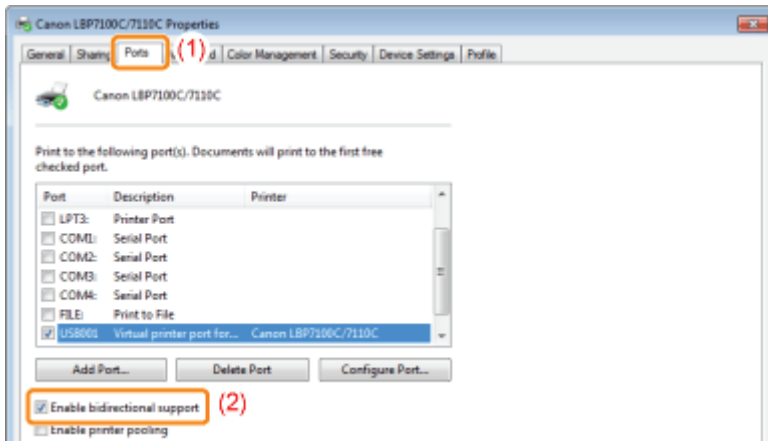 Canon LBP7100C/7110C Properties
General Sharing Ports (1) d Color Management Security Device Settings Profile
Canon LBP7100C/7110C
Print to the following port(s). Documents will print to the first free
checked port.
Port Description Printer
LPT3: Printer Port
COM1: Serial Port
COM2: Serial Port
COM3: Serial Port
COM4: Serial Port
FILE: Print to File
USB001 Virtual printer port for... Canon LBP7100C/7110C
Add Port... Delete Port Configure Port...
Enable bidirectional support (2)
Enable printer pooling